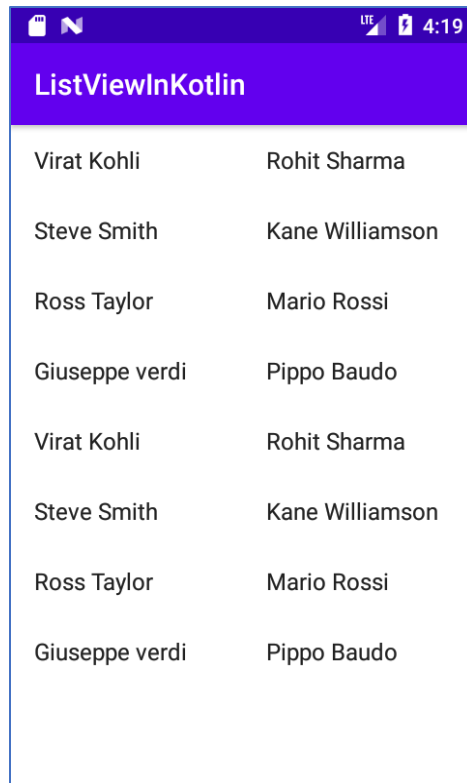 LTE 4:19
ListViewInKotlin
Virat Kohli Rohit Sharma
Steve Smith Kane Williamson
Ross Taylor Mario Rossi
Giuseppe verdi Pippo Baudo
Virat Kohli Rohit Sharma
Steve Smith Kane Williamson
Ross Taylor Mario Rossi
Giuseppe verdi Pippo Baudo